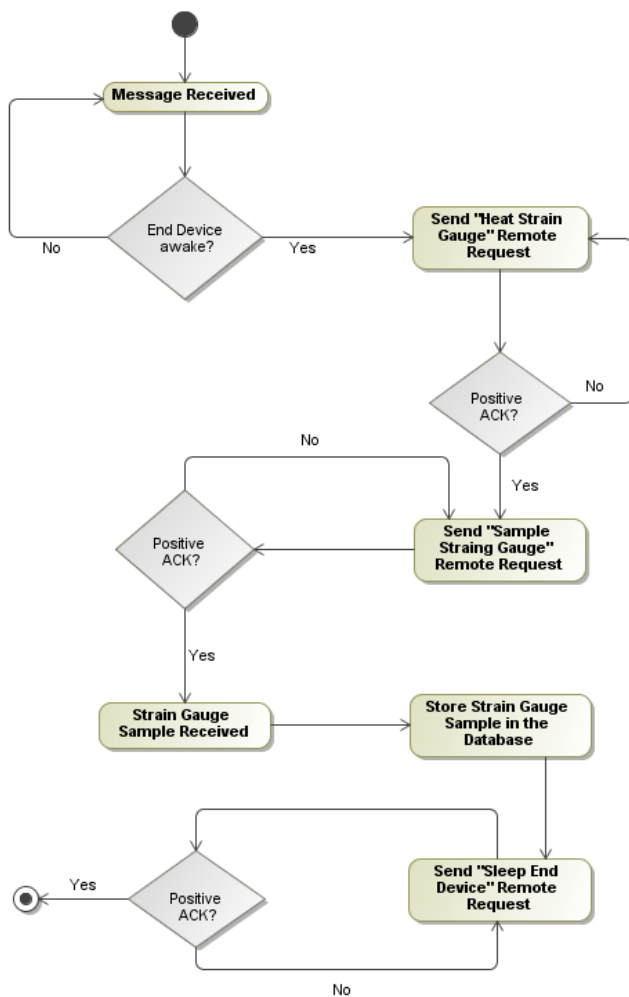 Message Received
End Device
awake?
No
Yes
Send "Heat Strain
Gauge" Remote
Request
Positive
ACK?
No
Yes
No
Send "Sample
Straing Gauge"
Remote Request
Positive
ACK?
Yes
Strain Gauge
Sample Received
Store Strain Gauge
Sample in the
Database
Send "Sleep End
Device" Remote
Request
Positive
ACK?
Yes
No